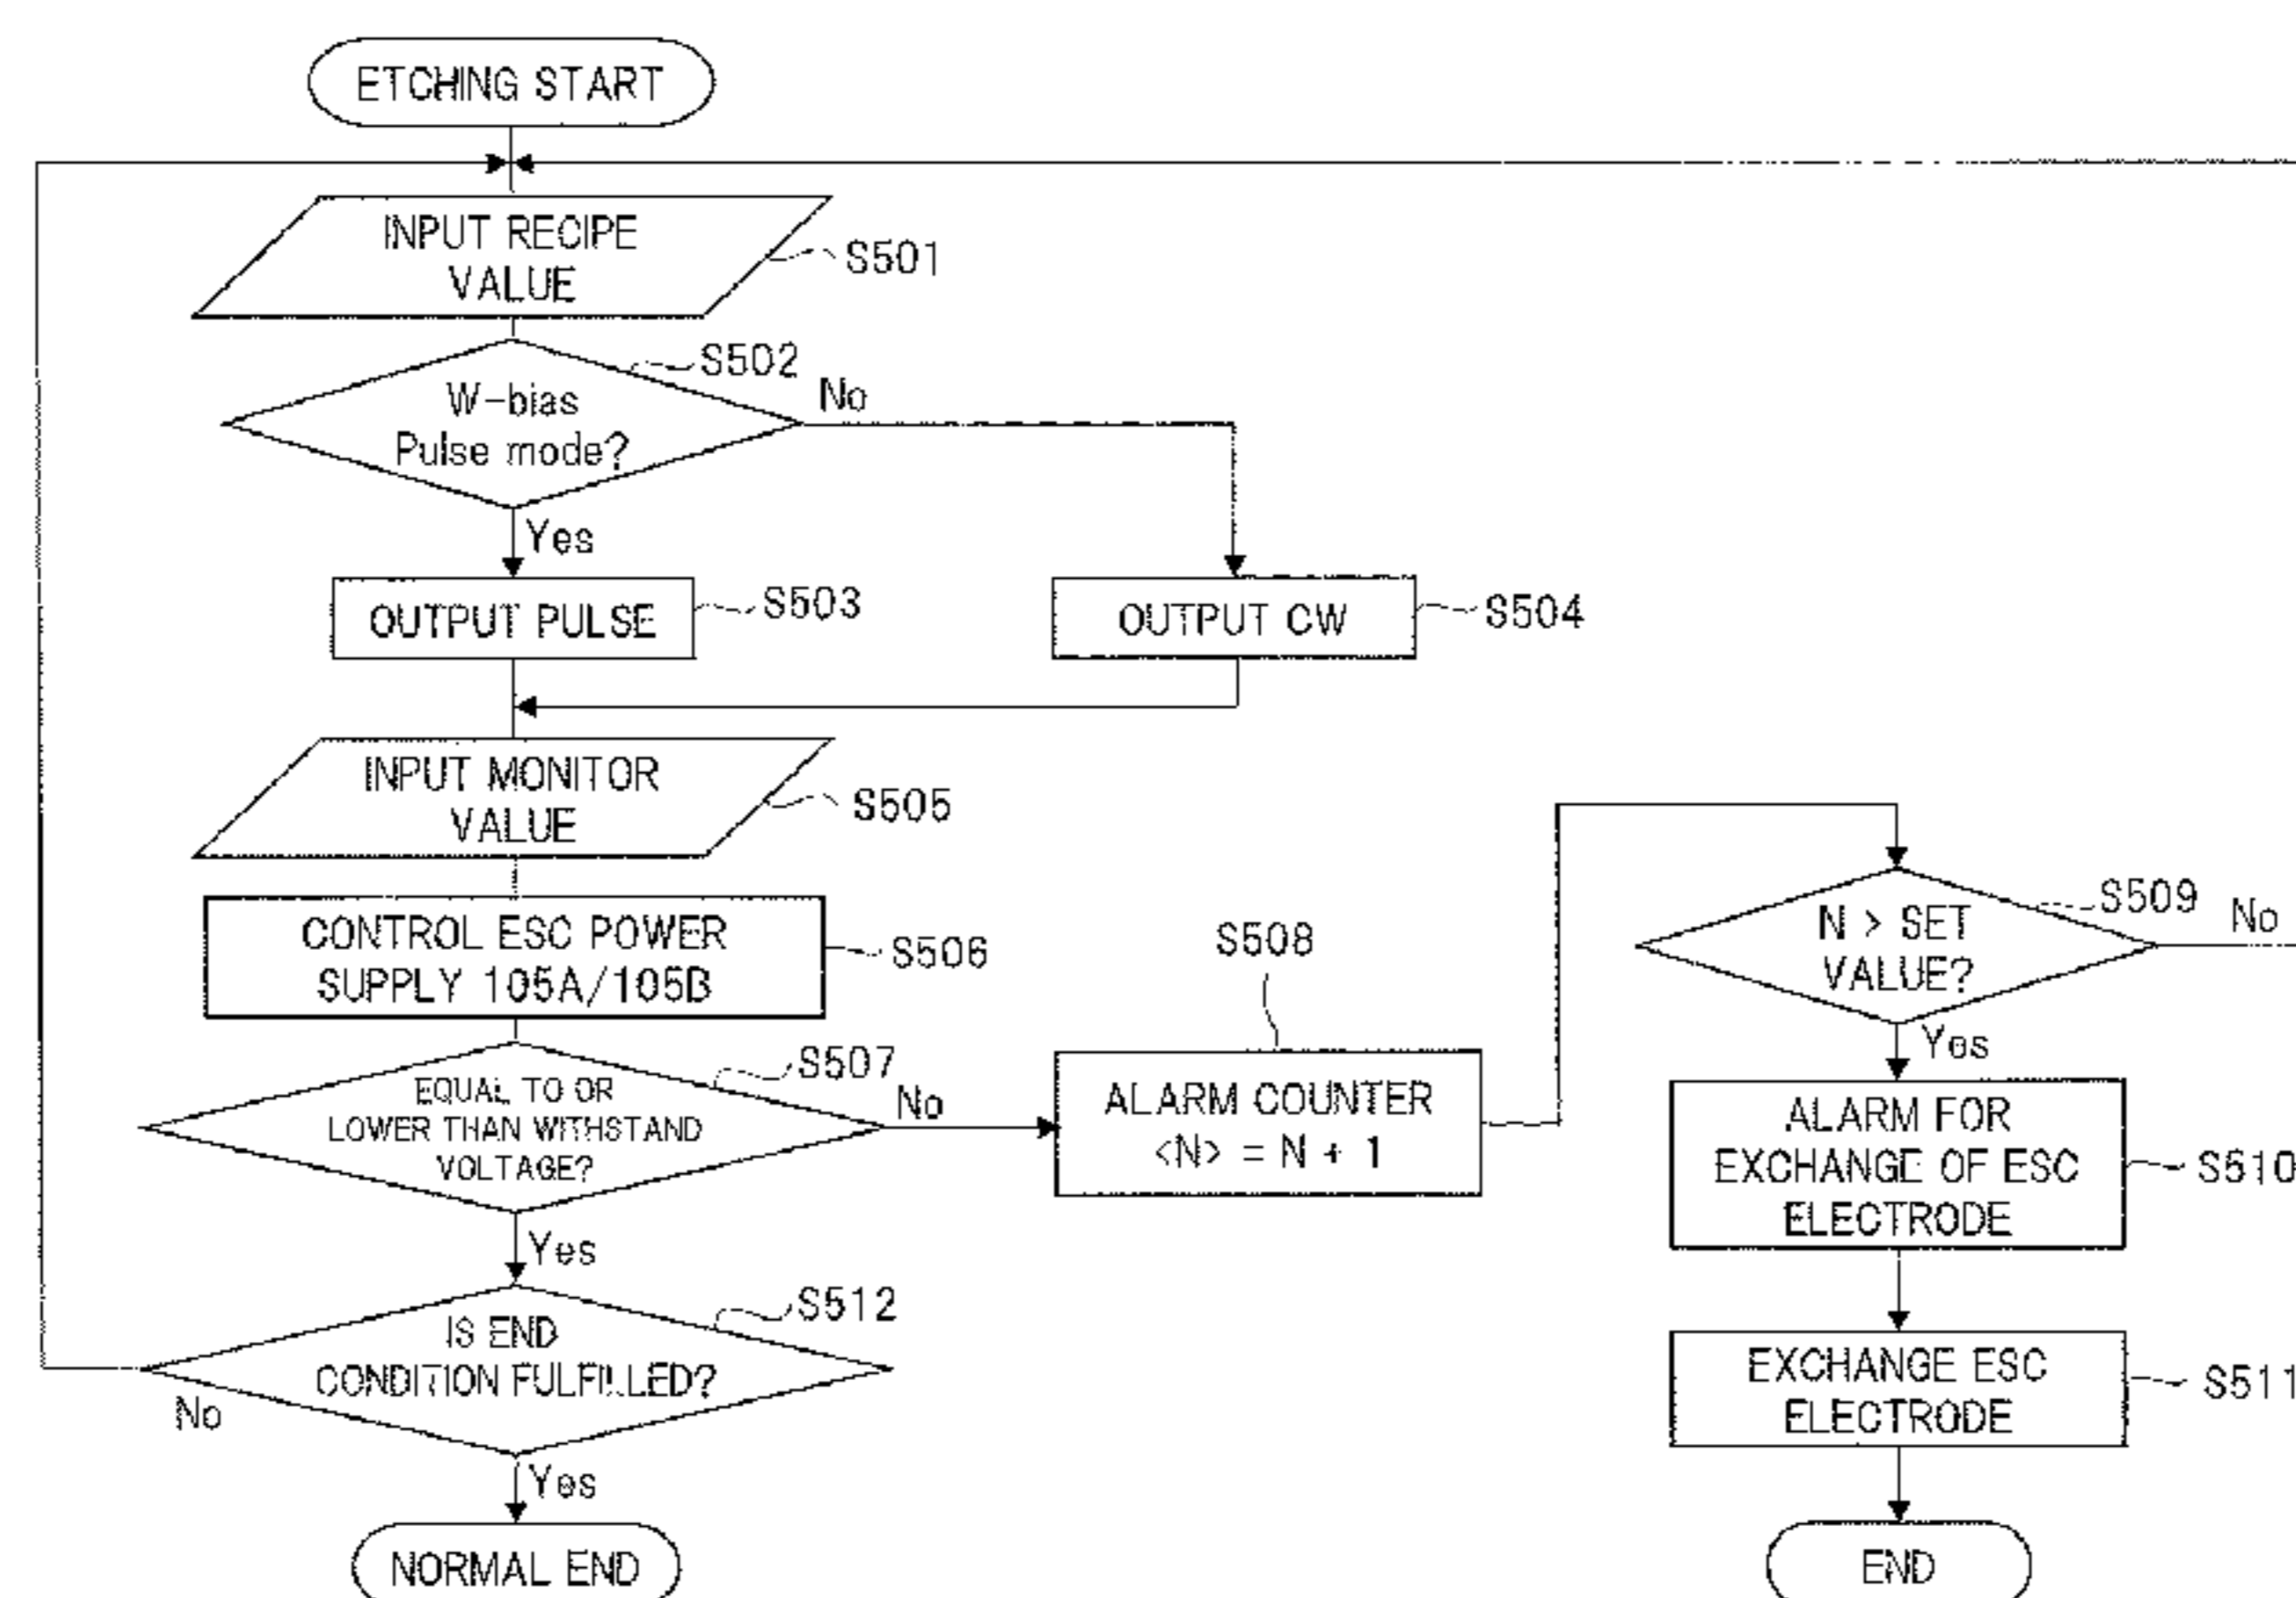 ETCHING START
INPUT RECIPE
VALUE
S501
S502
W-bias
Pulse mode?
No
Yes
OUTPUT PULSE
S503
OUTPUT CW
S504
INPUT MONITOR
VALUE
S505
CONTROL ESC POWER
SUPPLY 105A/105B
S506
S507
EQUAL TO OR
LOWER THAN WITHSTAND
VOLTAGE?
No
Yes
S508
ALARM COUNTER
<N> = N + 1
S509
N > SET
VALUE?
No
Yes
ALARM FOR
EXCHANGE OF ESC
ELECTRODE
S510
EXCHANGE ESC
ELECTRODE
S511
END
S512
IS END
CONDITION FULFILLED?
No
Yes
NORMAL END